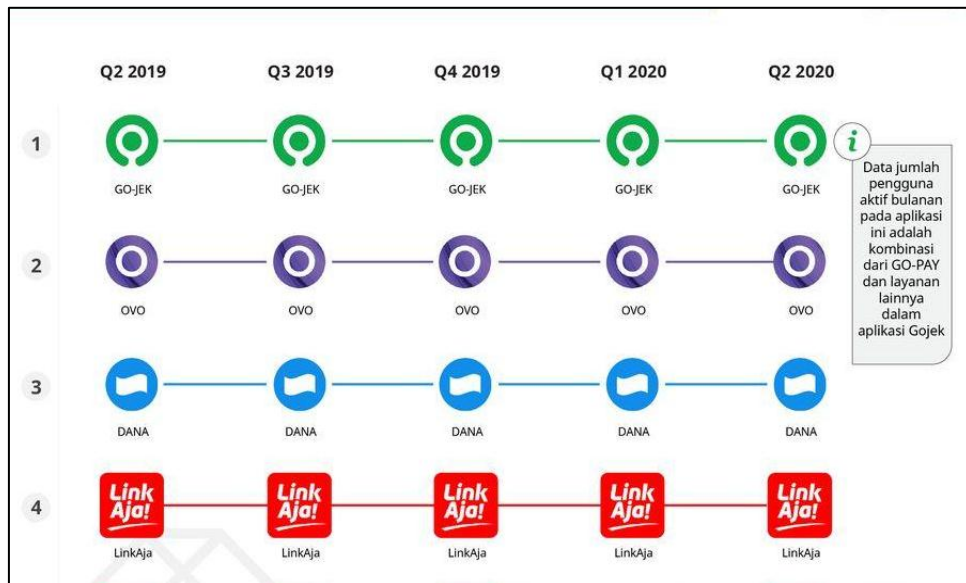 Q2 2019 Q3 2019 Q4 2019 Q1 2020 Q2 2020
1
GO-JEK GO-JEK GO-JEK GO-JEK GO-JEK
i
Data jumlah
pengguna
aktif bulanan
pada aplikasi
ini adalah
kombinasi
dari GO-PAY
dan layanan
lainnya
dalam
aplikasi Gojek
2
OVO OVO OVO OVO OVO
3
DANA DANA DANA DANA DANA
4
Link Link Link Link Link
Aja! Aja! Aja! Aja! Aja!
LinkAja LinkAja LinkAja LinkAja LinkAja